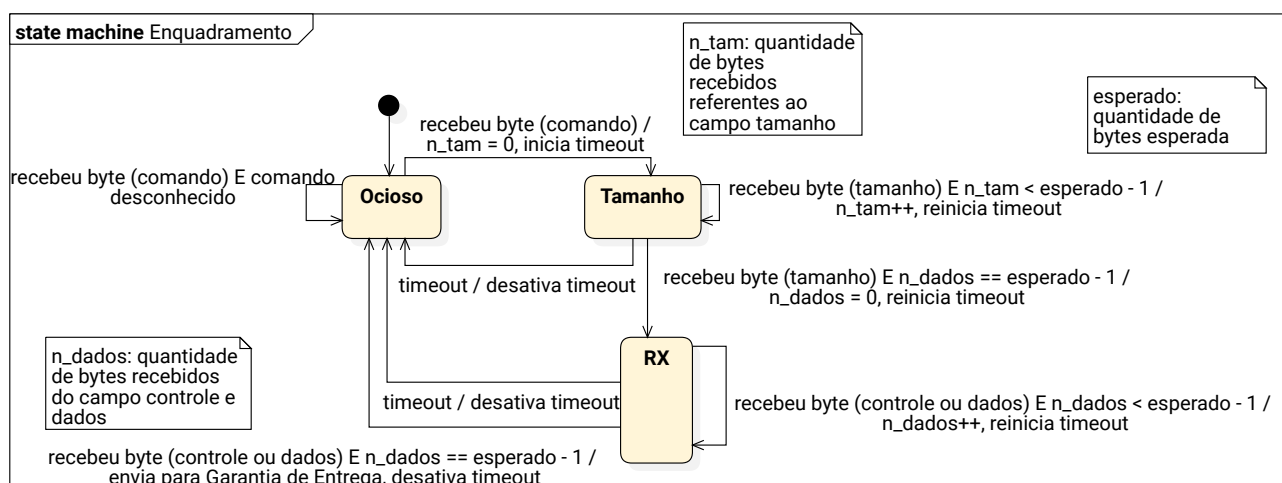 state machine Enquadramento
n_tam: quantidade
de bytes
recebidos
referentes ao
campo tamanho
esperado:
quantidade de
bytes esperada
recebeu byte (comando) /
n_tam = 0, inicia timeout
recebeu byte (comando) E comando
desconhecido
Ocioso
Tamanho
recebeu byte (tamanho) E n_tam < esperado - 1 /
n_tam++, reinicia timeout
timeout / desativa timeout
recebeu byte (tamanho) E n_dados == esperado - 1 /
n_dados = 0, reinicia timeout
n_dados: quantidade
de bytes recebidos
do campo controle e
dados
RX
timeout / desativa timeout
recebeu byte (controle ou dados) E n_dados < esperado - 1 /
n_dados++, reinicia timeout
recebeu byte (controle ou dados) E n_dados == esperado - 1 /
envia para Garantia de Entrega, desativa timeout